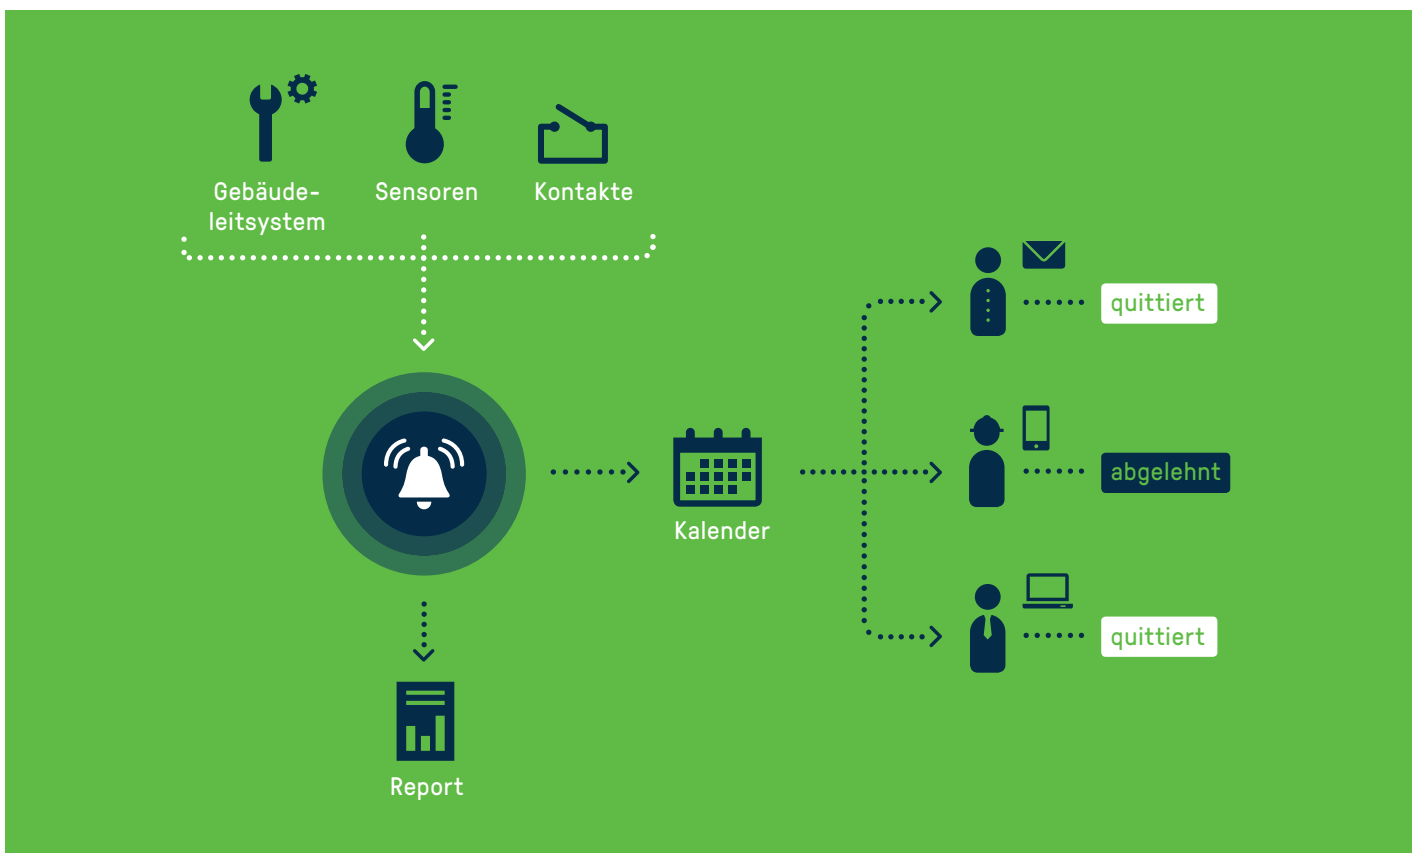 Gebäude-
leitsystem
Sensoren
Kontakte
quittiert
abgelehnt
Kalender
quittiert
Report